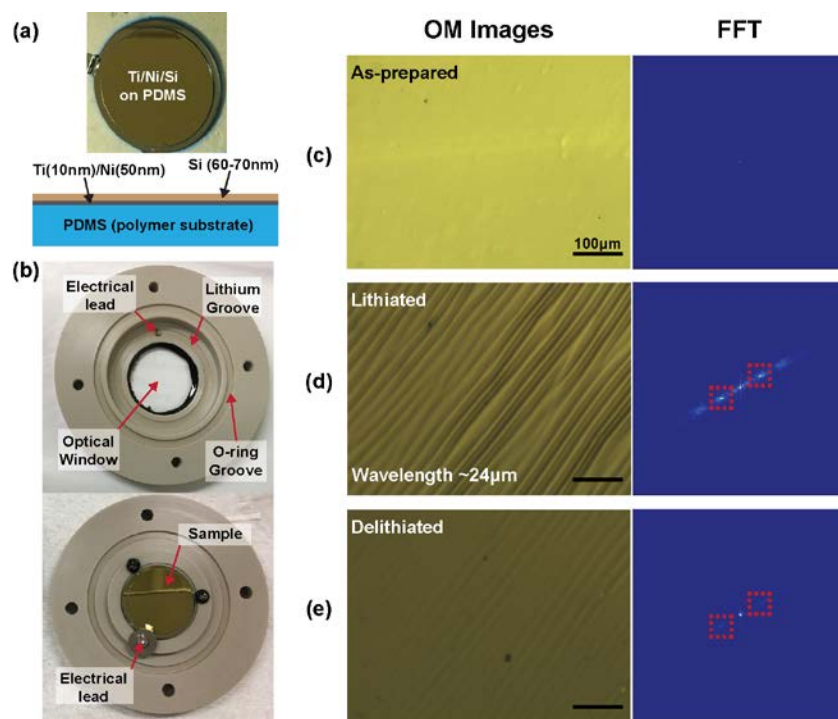 OM Images
FFT
(a)
Ti/Ni/Si
on PDMS
Ti(10nm)/Ni(50nm)
Si (60-70nm)
PDMS (polymer substrate)
(b)
Electrical
lead
Lithium
Groove
Optical
Window
O-ring
Groove
Sample
Electrical
lead
As-prepared
(c)
100µm
Lithiated
(d)
Wavelength ~24µm
Delithiated
(e)